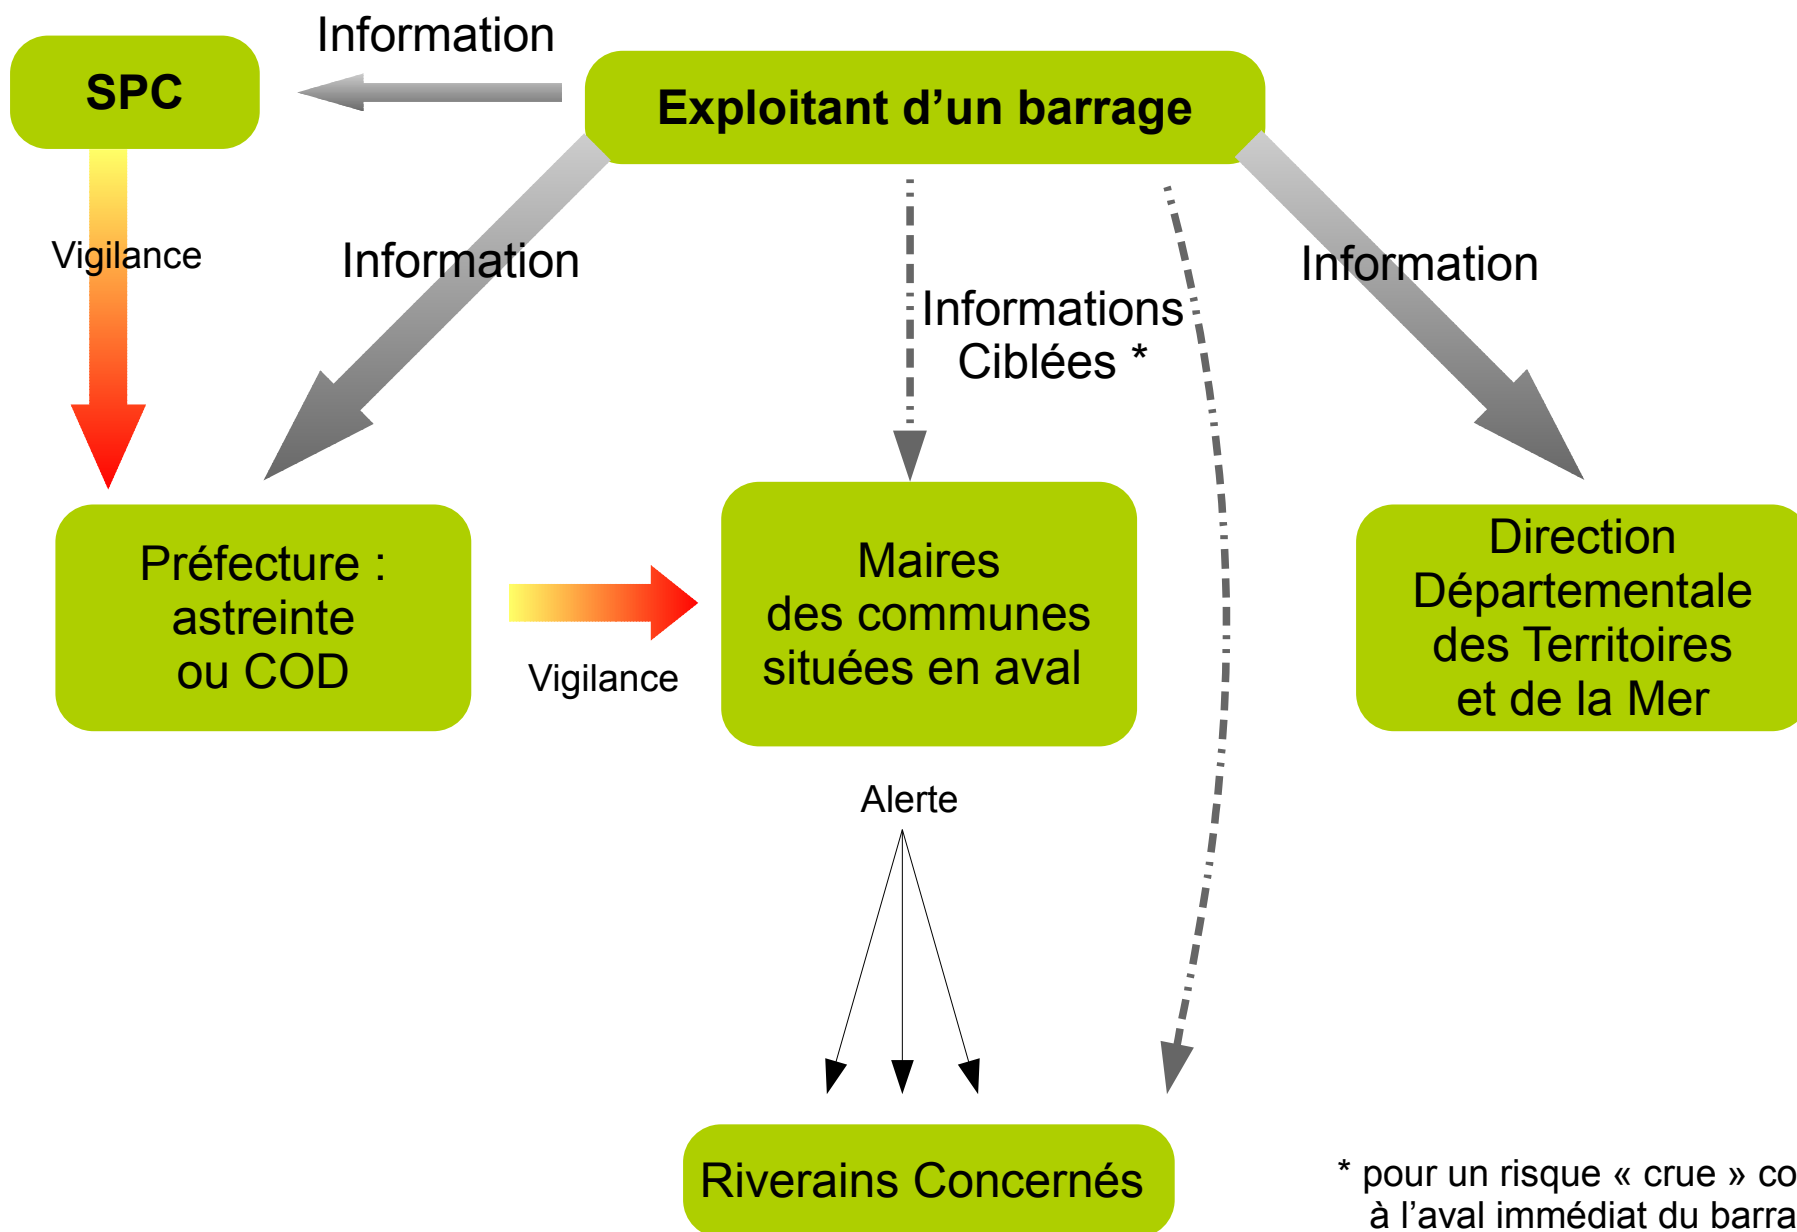 Information
SPC
Exploitant d’un barrage
Vigilance
Information
Information
Informations
Ciblées *
Préfecture :
astreinte
ou COD
Vigilance
Maires
des communes
situées en aval
Direction
Départementale
des Territoires
et de la Mer
Alerte
Riverains Concernés
* pour un risque « crue »
à l’aval immédiat du